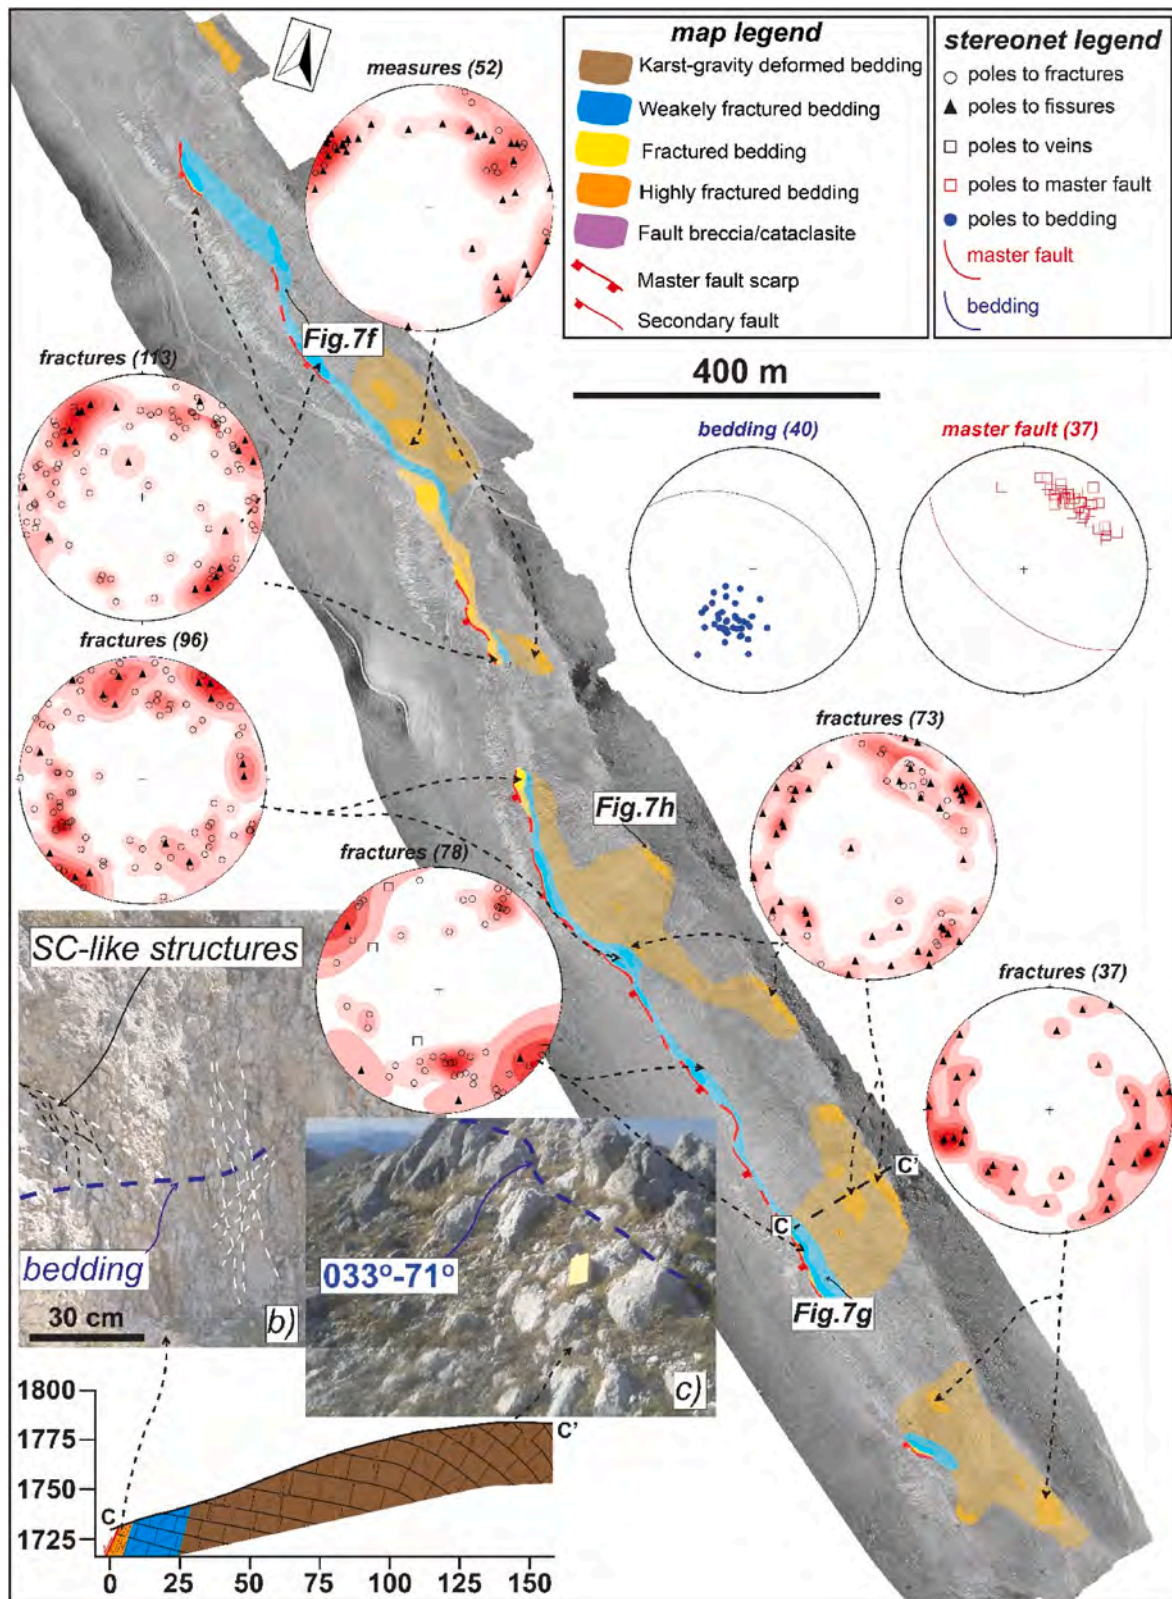 map legend
Karst-gravity deformed bedding
Weakely fractured bedding
Fractured bedding
Highly fractured bedding
Fault breccia/cataclasite
Master fault scarp
Secondary fault
stereonet legend
poles to fractures
poles to fissures
poles to veins
poles to master fault
poles to bedding
master fault
bedding
measures (52)
Fig.7f
400 m
fractures (113)
bedding (40)
master fault (37)
fractures (96)
fractures (73)
Fig.7h
fractures (78)
fractures (37)
SC-like structures
bedding
30 cm
b)
033°-71°
c)
C
C'
Fig.7g
1800
1775
1750
1725
C
C'
0
25
50
75
100
125
150